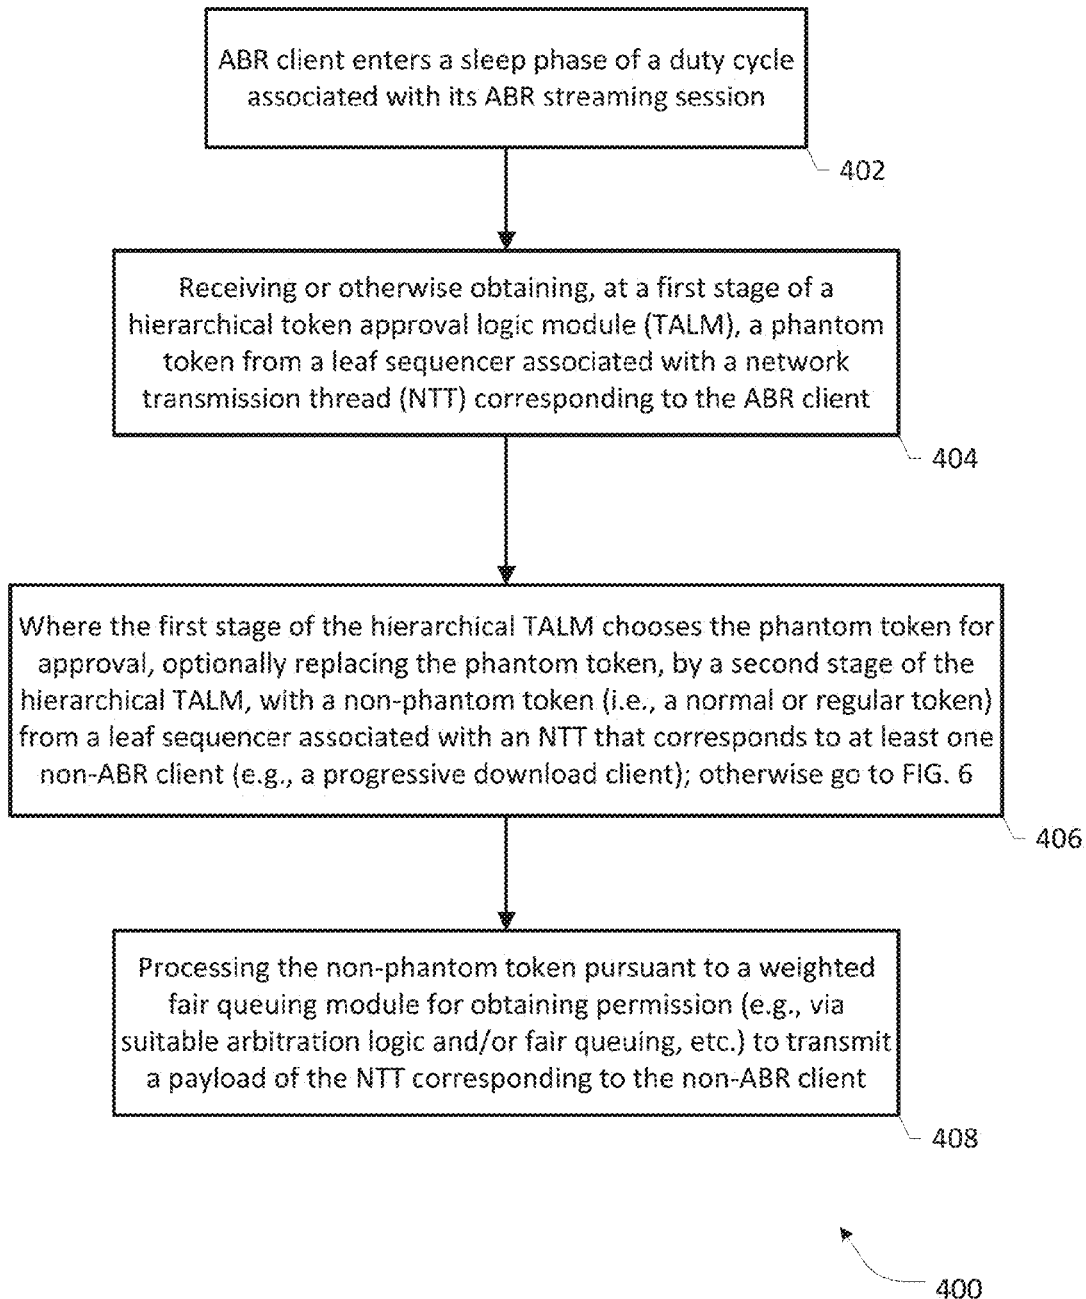 ABR client enters a sleep phase of a duty cycle
associated with its ABR streaming session
402
Receiving or otherwise obtaining, at a first stage of a
hierarchical token approval logic module (TALM), a phantom
token from a leaf sequencer associated with a network
transmission thread (NTT) corresponding to the ABR client
404
Where the first stage of the hierarchical TALM chooses the phantom token for
approval, optionally replacing the phantom token, by a second stage of the
hierarchical TALM, with a non-phantom token (i.e., a normal or regular token)
from a leaf sequencer associated with an NTT that corresponds to at least one
non-ABR client (e.g., a progressive download client); otherwise go to FIG. 6
406
Processing the non-phantom token pursuant to a weighted
fair queuing module for obtaining permission (e.g., via
suitable arbitration logic and/or fair queuing, etc.) to transmit
a payload of the NTT corresponding to the non-ABR client
408
400